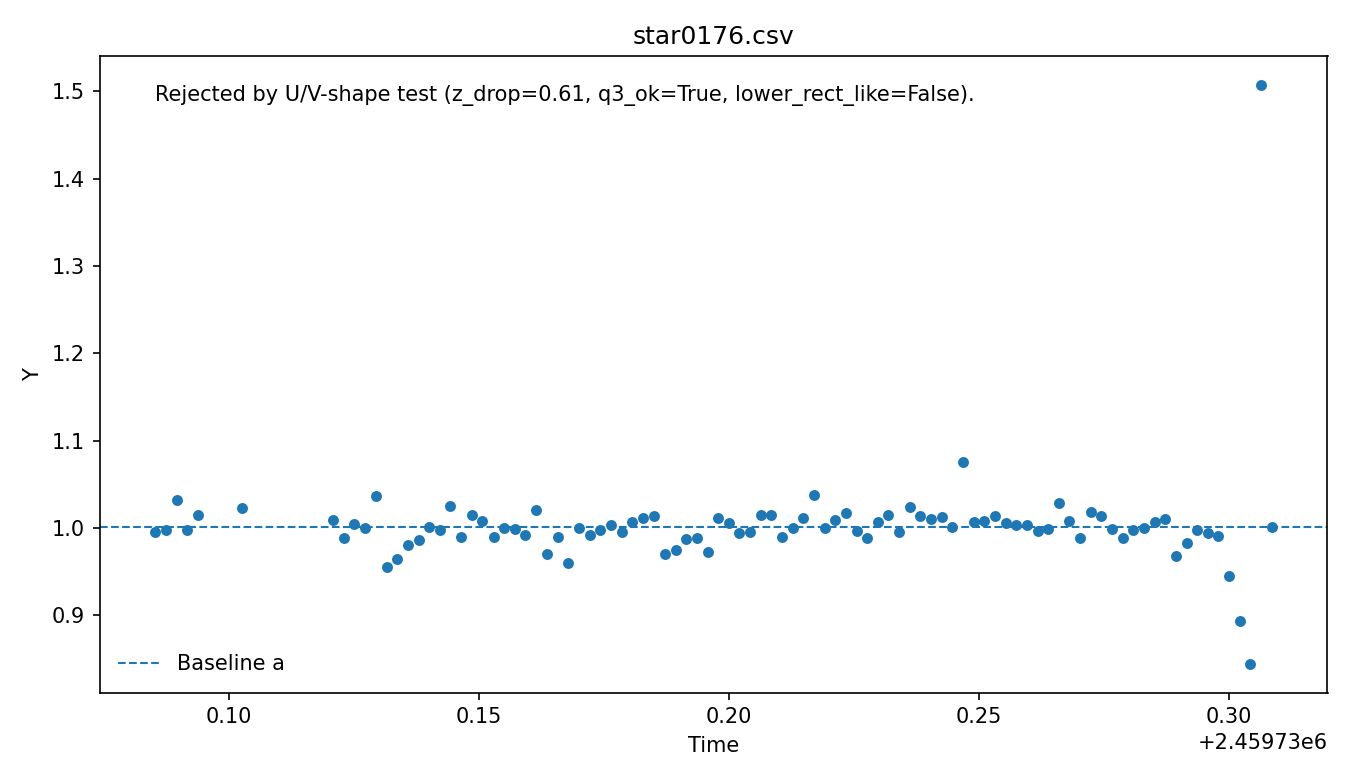 star0176.csv
Rejected by U/V-shape test (z_drop=0.61, q3_ok=True, lower_rect_like=False).
1.5
1.4
1.3
1.2
1.1
1.0
0.9
Y
Baseline a
0.10 0.15 0.20 0.25 0.30
Time
+2.45973e6